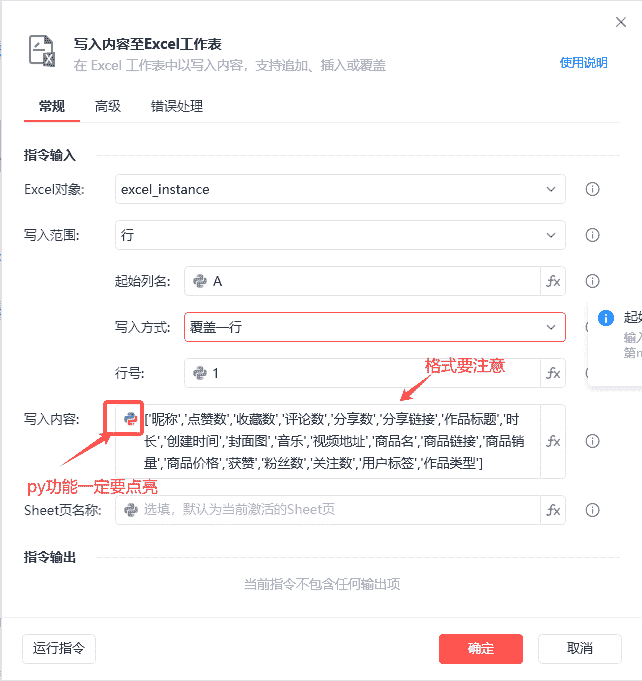 写入内容至Excel工作表
在 Excel 工作表中以写入内容，支持追加、插入或覆盖
使用说明
常规 高级 错误处理
指令输入
Excel对象: excel_instance
写入范围: 行
起始列名: A fx
写入方式: 覆盖一行
起始
输入
第n
行号: 1 fx
格式要注意
写入内容: ['昵称','点赞数','收藏数','评论数','分享数','分享链接','作品标题','时
长','创建时间','封面图','音乐','视频地址','商品名','商品链接','商品销
量','商品价格','获赞','粉丝数','关注数','用户标签','作品类型'] fx
py功能一定要点亮
Sheet页名称: 选填，默认为当前激活的Sheet页 fx
指令输出
当前指令不包含任何输出项
运行指令 确定 取消